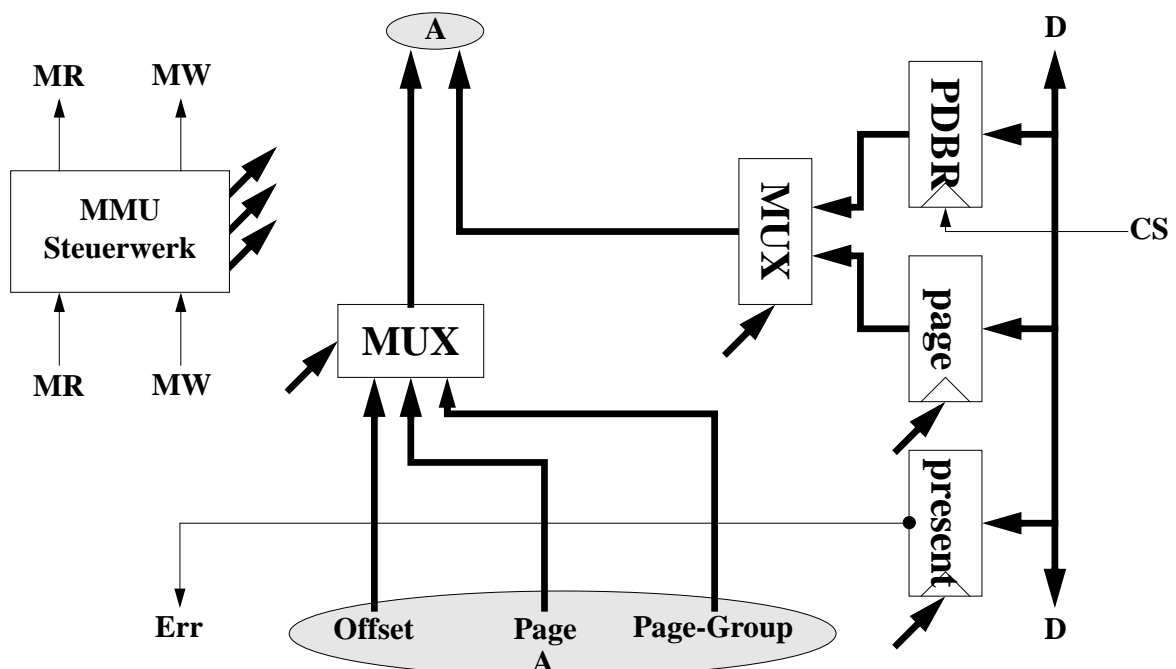 A
D
MR
MW
PDBR
MMU
Steuerwerk
MUX
CS
page
MUX
MR
MW
present
Err
Offset
Page
Page-Group
D
A